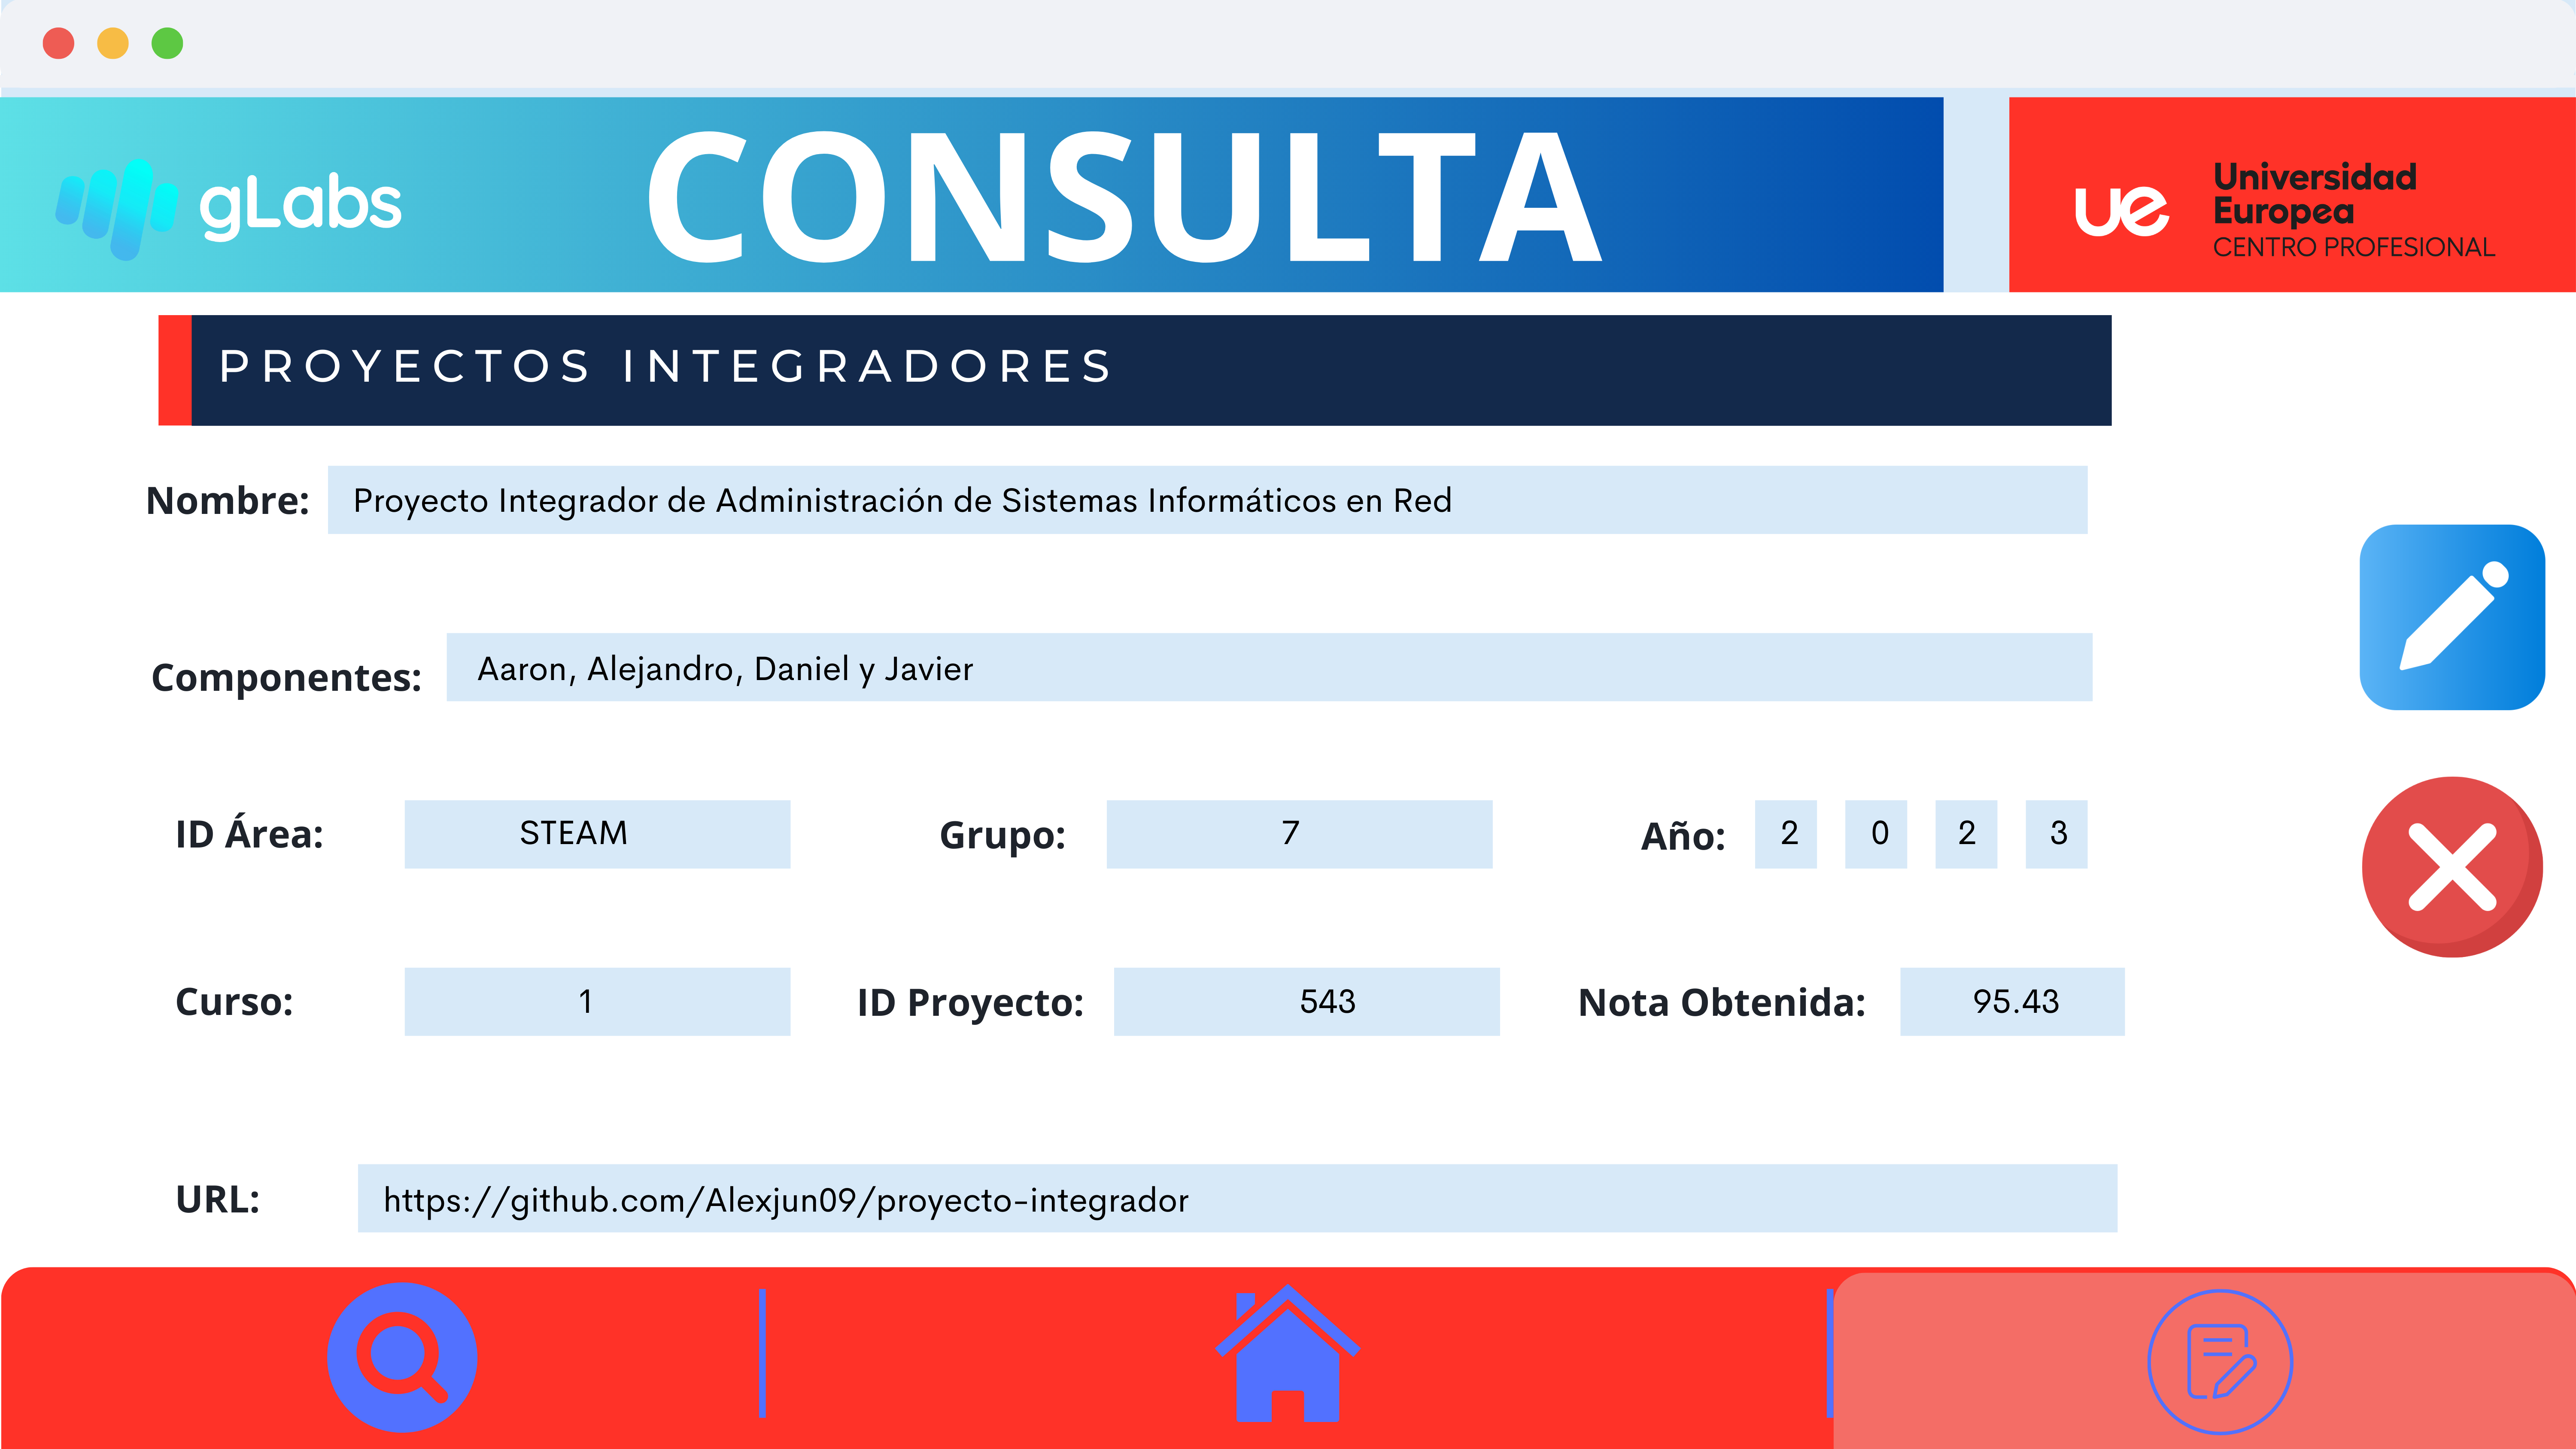 gLabs
CONSULTA
ue
Universidad
Europea
CENTRO PROFESIONAL
PROYECTOS INTEGRADORES
Nombre: Proyecto Integrador de Administración de Sistemas Informáticos en Red
Componentes: Aaron, Alejandro, Daniel y Javier
ID Área: STEAM Grupo: 7 Año: 2 0 2 3
Curso: 1 ID Proyecto: 543 Nota Obtenida: 95.43
URL: https://github.com/Alexjun09/proyecto-integrador